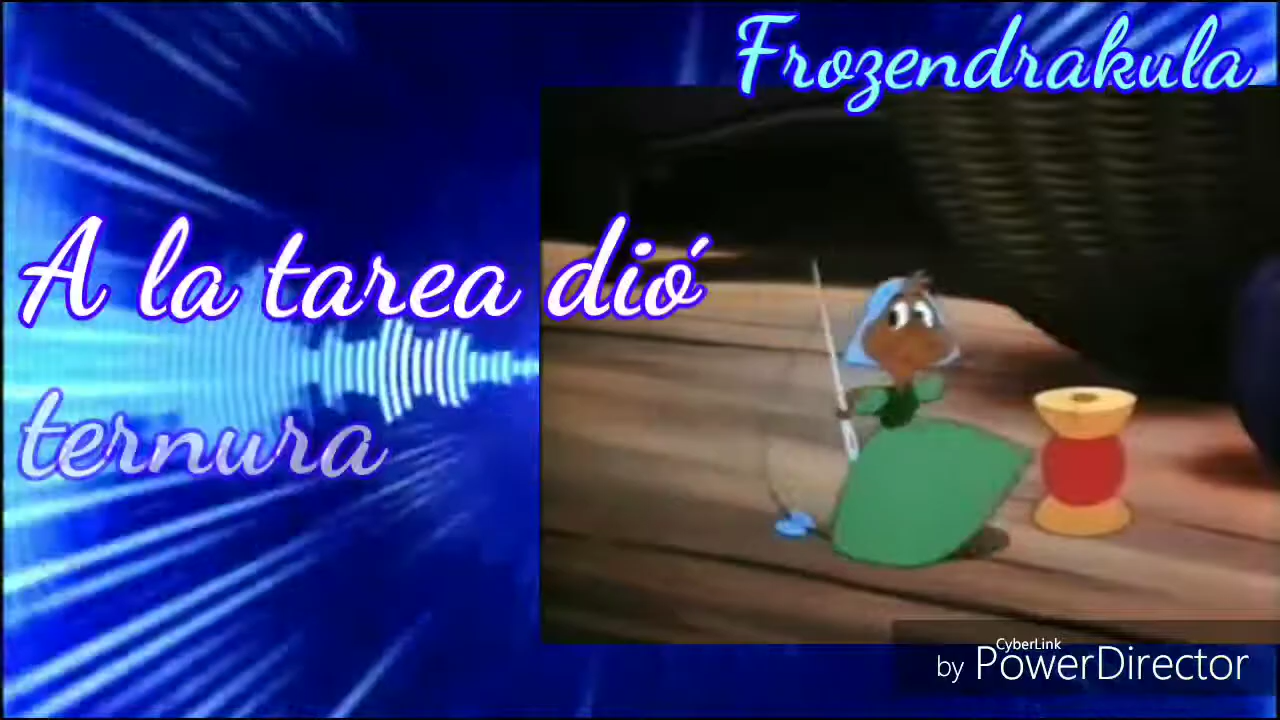 Frozendrakula
A la tarea dió
ternura
CyberLink
by PowerDirector